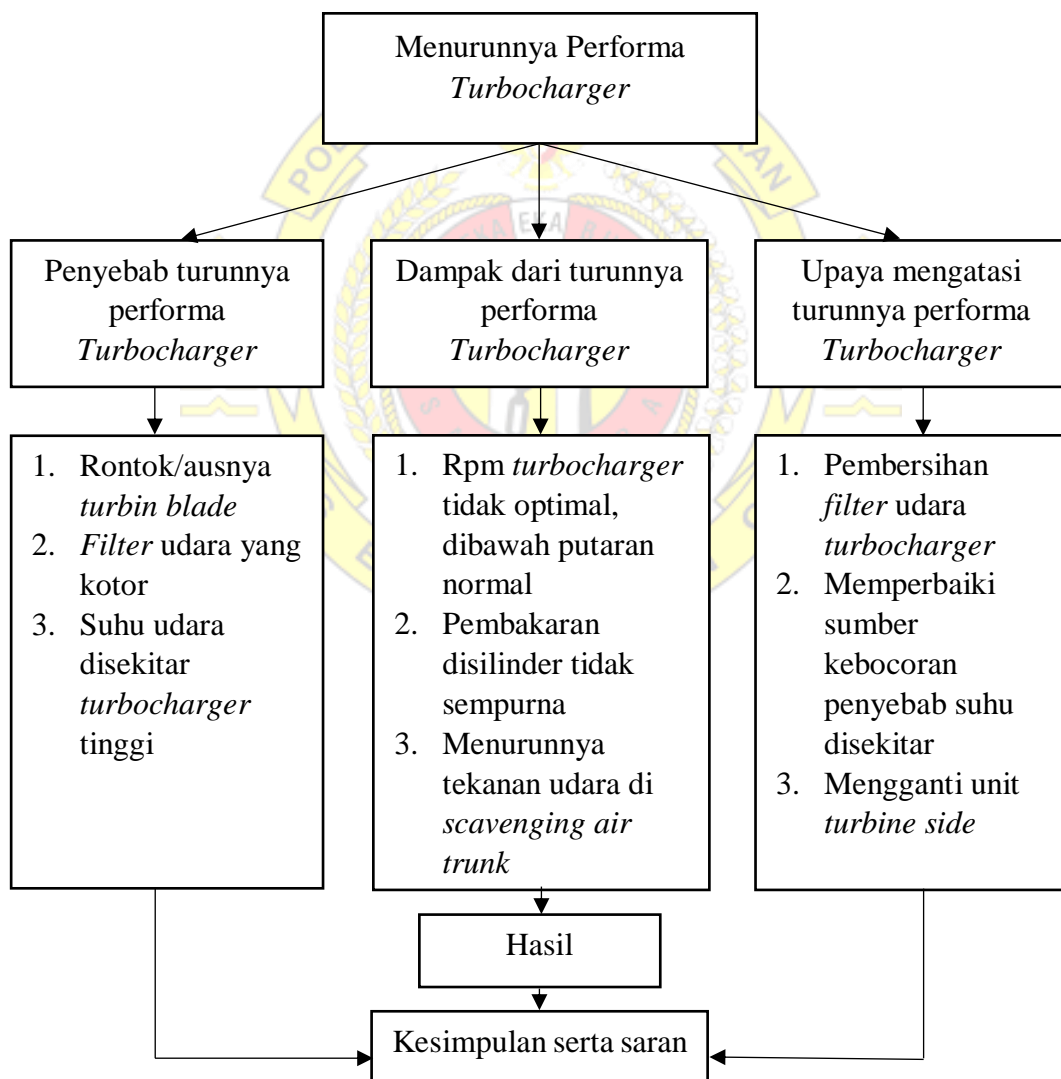 Menurunnya Performa
Turbocharger
POL
KAN
EKA
Penyebab turunnya
performa
Turbocharger
Dampak dari turunnya
performa
Turbocharger
Upaya mengatasi
turunnya performa
Turbocharger
1. Rontok/ausnya
turbin blade
2. Filter udara yang
kotor
3. Suhu udara
disekitar
turbocharger
tinggi
1. Rpm turbocharger
tidak optimal,
dibawah putaran
normal
2. Pembakaran
disilinder tidak
sempurna
3. Menurunnya
tekanan udara di
scavenging air
trunk
1. Pembersihan
filter udara
turbocharger
2. Memperbaiki
sumber
kebocoran
penyebab suhu
disekitar
3. Mengganti unit
turbine side
Hasil
Kesimpulan serta saran